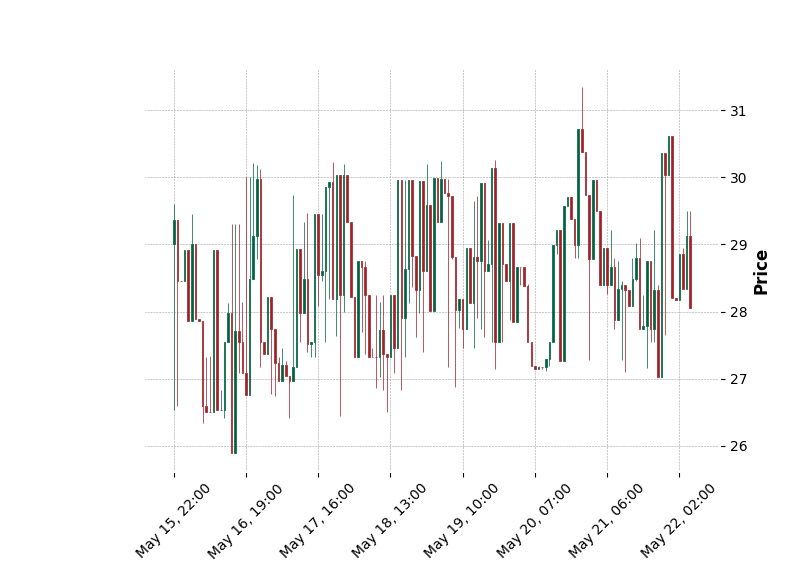 31
30
29
28
27
26
Price
May 15, 22:00
May 16, 19:00
May 17, 16:00
May 18, 13:00
May 19, 10:00
May 20, 07:00
May 21, 06:00
May 22, 02:00